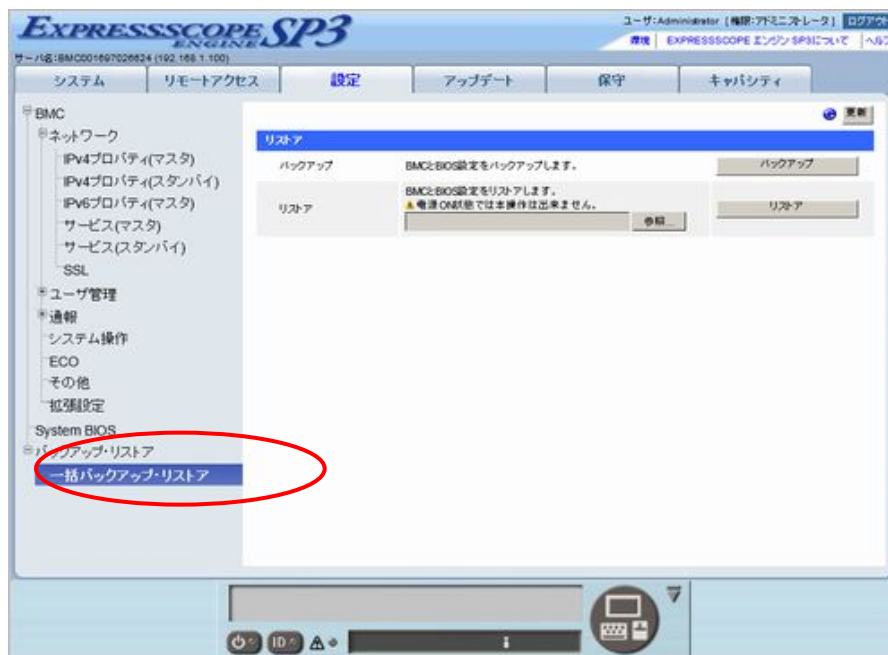 EXPRESSSCOPE ENGINE SP3
ユーザ:Administrator [権限:アドミニストレータ] ログアウト
環境 EXPRESSSCOPE エンジン SP3について ヘルプ
サーバ名:BMC001697026624 (192.168.1.100)
システム リモートアクセス 設定 アップデート 保守 キャパシティ
BMC
更新
ネットワーク
IPv4プロパティ(マスタ)
IPv4プロパティ(スタンバイ)
IPv6プロパティ(マスタ)
サービス(マスタ)
サービス(スタンバイ)
SSL
ユーザ管理
通報
システム操作
ECO
その他
拡張設定
System BIOS
バックアップ・リストア
一括バックアップ・リストア
リストア
バックアップ BMCとBIOS設定をバックアップします。 バックアップ
リストア
BMCとBIOS設定をリストアします。
電源ON状態では本操作は出来ません。
参照... リストア
ID